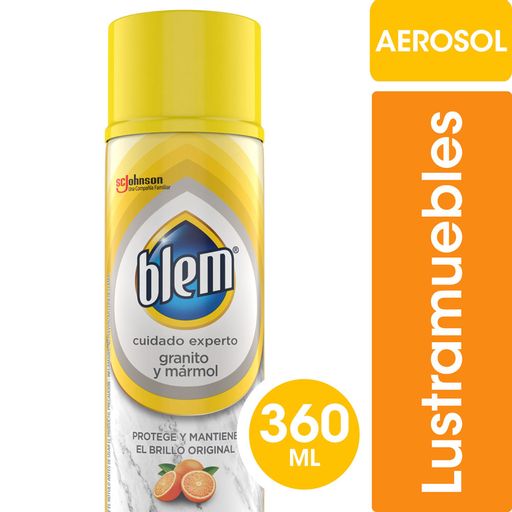 AEROSOL
Lustramuebles
SC Johnson
Una Compañía Familiar
blem®
cuidado experto
granito
y mármol
PROTEGE Y MANTIENE
EL BRILLO ORIGINAL
360
ML